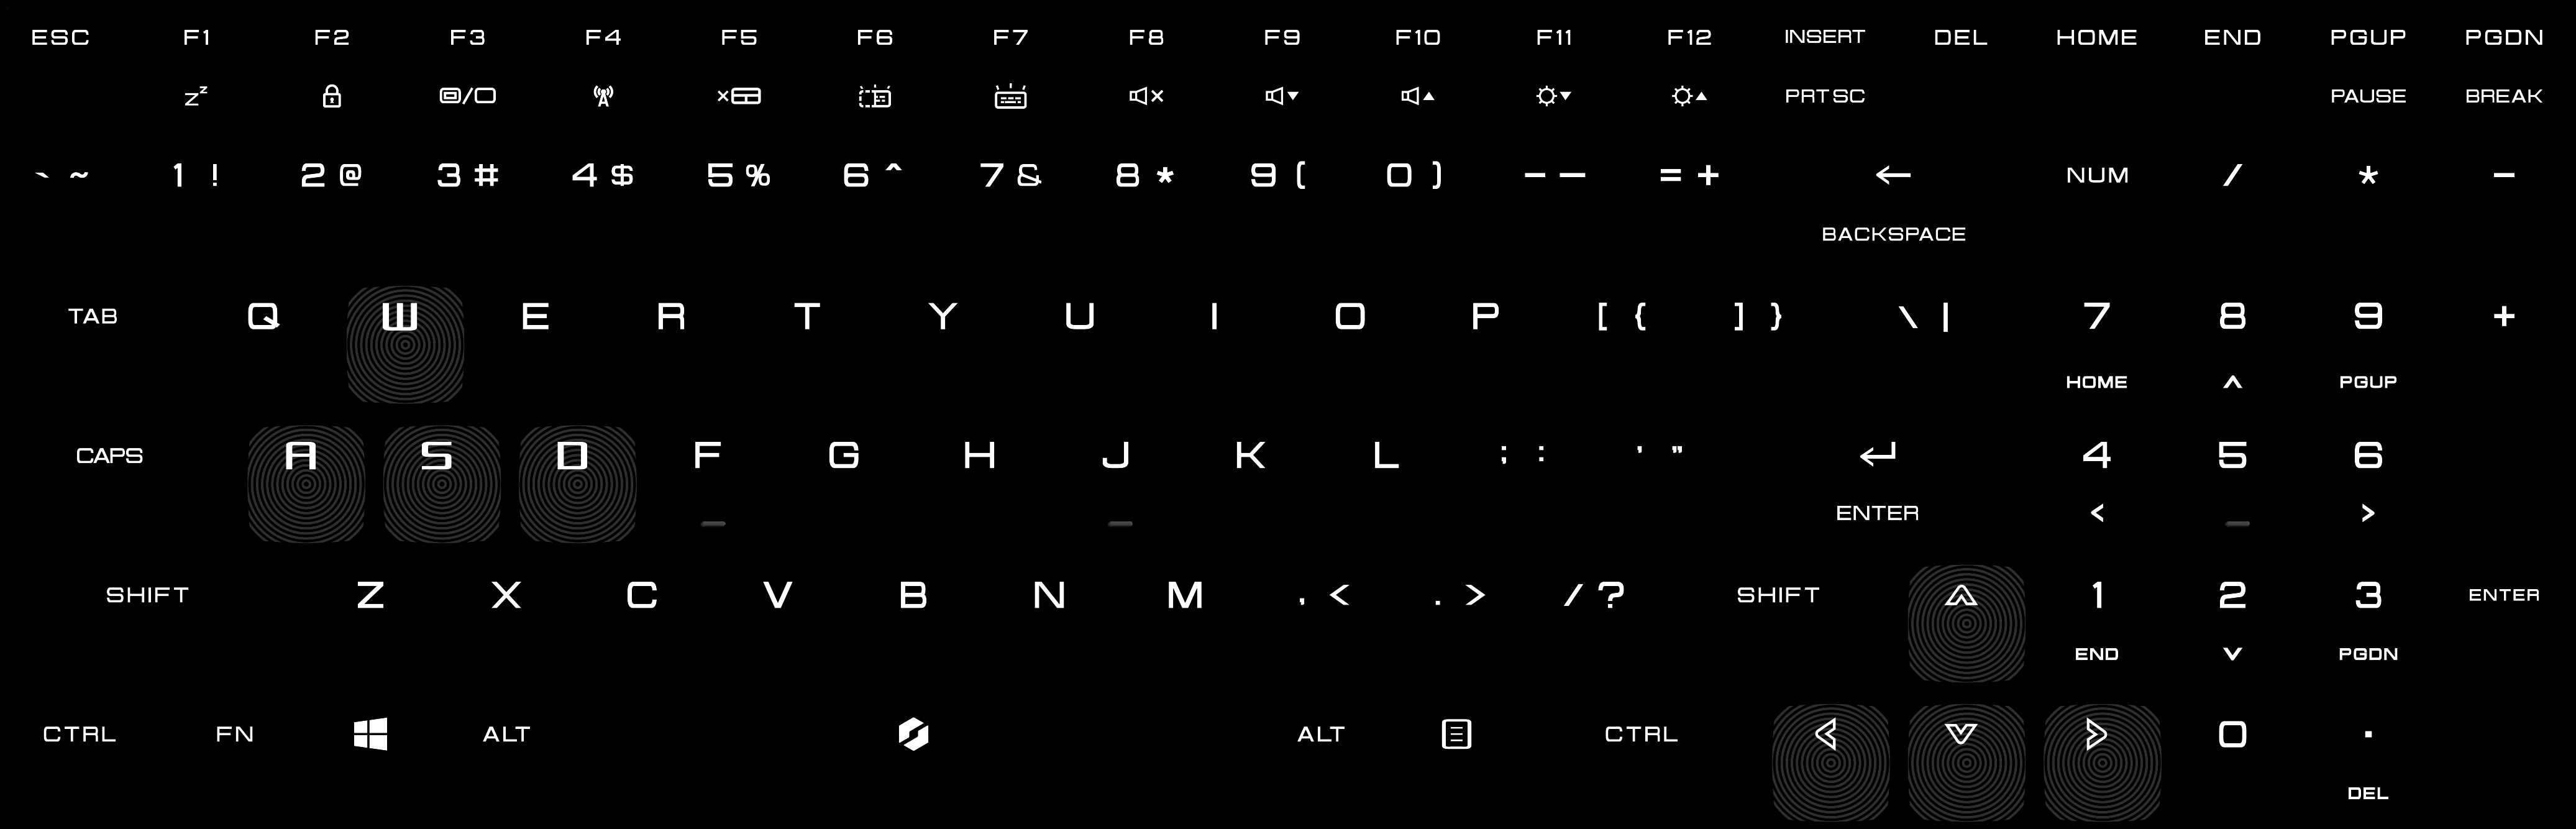 ESC F1 F2 F3 F4 F5 F6 F7 F8 F9 F10 F11 F12 INSERT DEL HOME END PGUP PGDN
zz PRTSC PAUSE BREAK
` ~ 1 ! 2 @ 3 # 4 $ 5 % 6 ^ 7 & 8 * 9 ( 0 ) - — = + ← NUM / * -
BACKSPACE
TAB Q W E R T Y U I O P [ { ] } \ | 7 8 9 +
HOME ^ PGUP
CAPS A S D F G H J K L ; : ' " ↵ 4 5 6
ENTER < >
SHIFT Z X C V B N M , < . > / ? SHIFT 1 2 3 ENTER
END v PGDN
CTRL FN ALT ALT CTRL 0 .
DEL